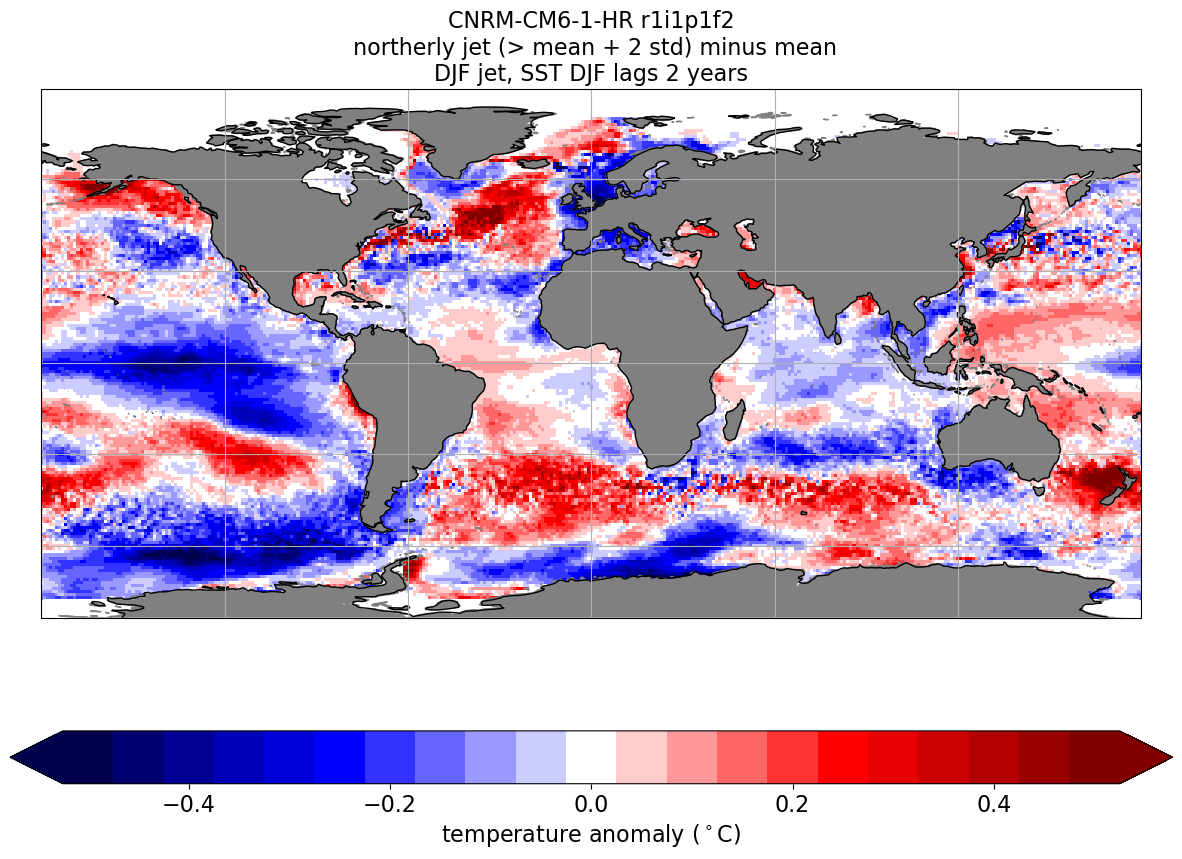 CNRM-CM6-1-HR r1i1p1f2
northerly jet (> mean + 2 std) minus mean
DJF jet, SST DJF lags 2 years
−0.4 −0.2 0.0 0.2 0.4
temperature anomaly (°C)